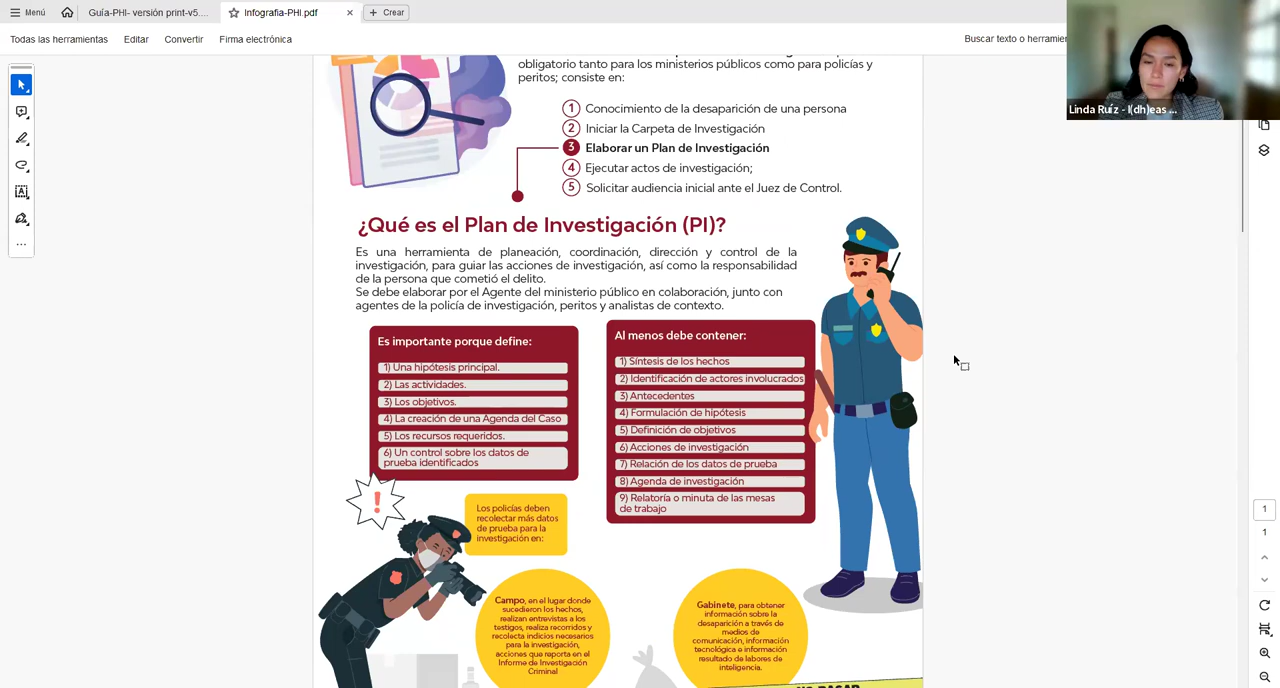 Menú
Guía-PHI- versión print-v5....
Infografia-PHI.pdf
Crear
Todas las herramientas
Editar
Convertir
Firma electrónica
Buscar texto o herramien
Linda Ruíz - I(dh)eas ...
obligatorio tanto para los ministerios públicos como para policías y
peritos; consiste en:
1 Conocimiento de la desaparición de una persona
2 Iniciar la Carpeta de Investigación
3 Elaborar un Plan de Investigación
4 Ejecutar actos de investigación;
5 Solicitar audiencia inicial ante el Juez de Control.
¿Qué es el Plan de Investigación (PI)?
Es una herramienta de planeación, coordinación, dirección y control de la
investigación, para guiar las acciones de investigación, así como la responsabilidad
de la persona que cometió el delito.
Se debe elaborar por el Agente del ministerio público en colaboración, junto con
agentes de la policía de investigación, peritos y analistas de contexto.
Es importante porque define:
1) Una hipótesis principal.
2) Las actividades.
3) Los objetivos.
4) La creación de una Agenda del Caso
5) Los recursos requeridos.
6) Un control sobre los datos de
prueba identificados
Al menos debe contener:
1) Síntesis de los hechos
2) Identificación de actores involucrados
3) Antecedentes
4) Formulación de hipótesis
5) Definición de objetivos
6) Acciones de investigación
7) Relación de los datos de prueba
8) Agenda de investigación
9) Relatoría o minuta de las mesas
de trabajo
!
Los policías deben
recolectar más datos
de prueba para la
investigación en:
Campo, en el lugar donde
sucedieron los hechos,
realizan entrevistas a los
testigos, realiza recorridos y
recolecta indicios necesarios
para la investigación,
acciones que reporta en el
Informe de Investigación
Criminal
Gabinete, para obtener
información sobre la
desaparición a través de
medios de
comunicación, información
tecnológica e información
resultado de labores de
inteligencia.
NO PASAR
1
1